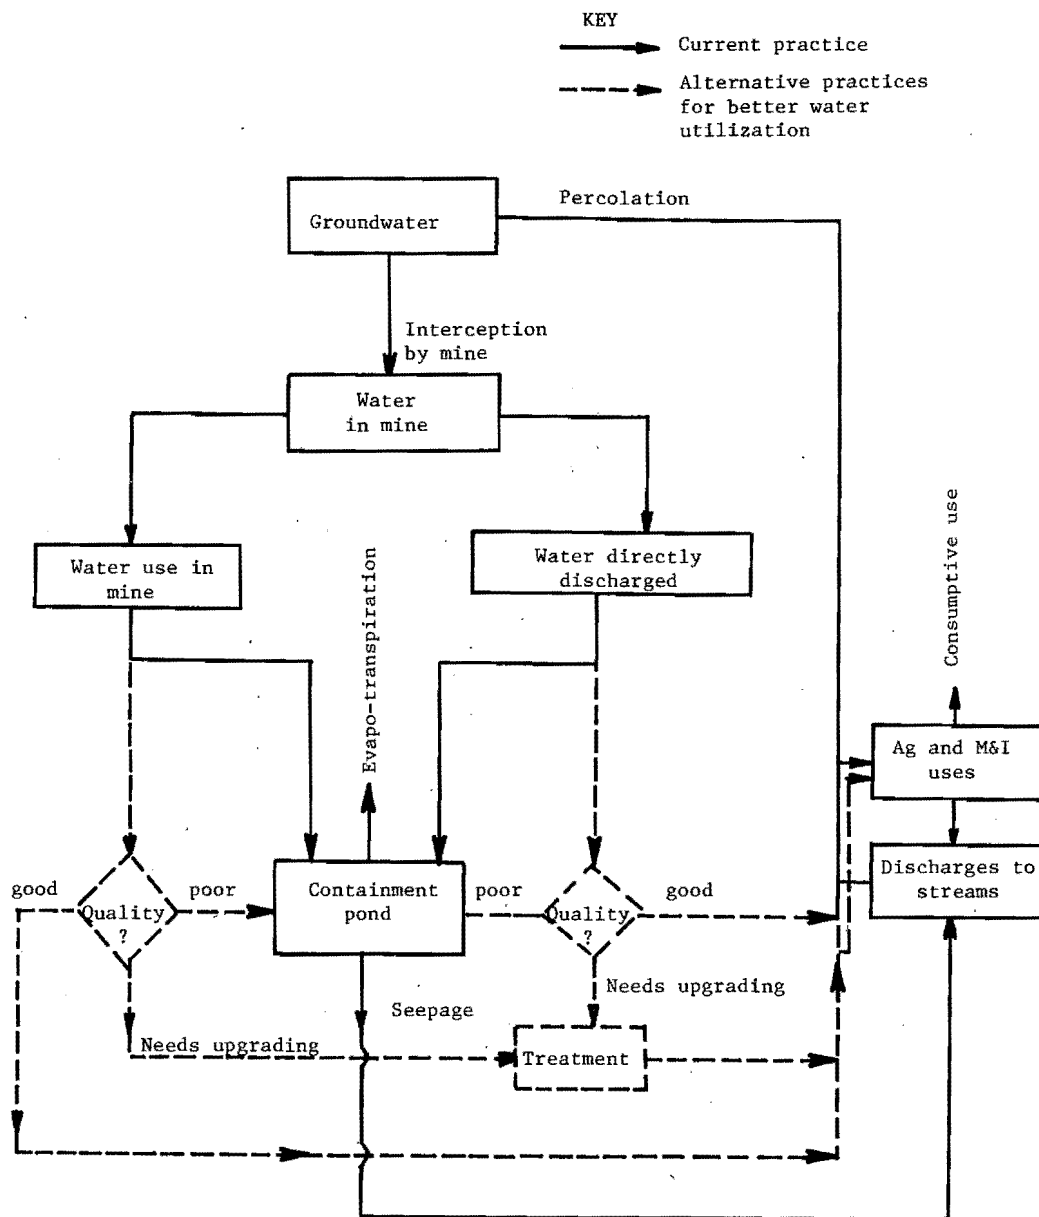 KEY
Current practice
Alternative practices
for better water
utilization
Percolation
Groundwater
Interception
by mine
Water
in mine
Water use in
mine
Water directly
discharged
Evapo-transpiration
Consumptive use
Ag and M&I
uses
Discharges to
streams
good
Quality
?
poor
Containment
pond
poor
Quality
?
good
Needs upgrading
Seepage
Needs upgrading
Treatment